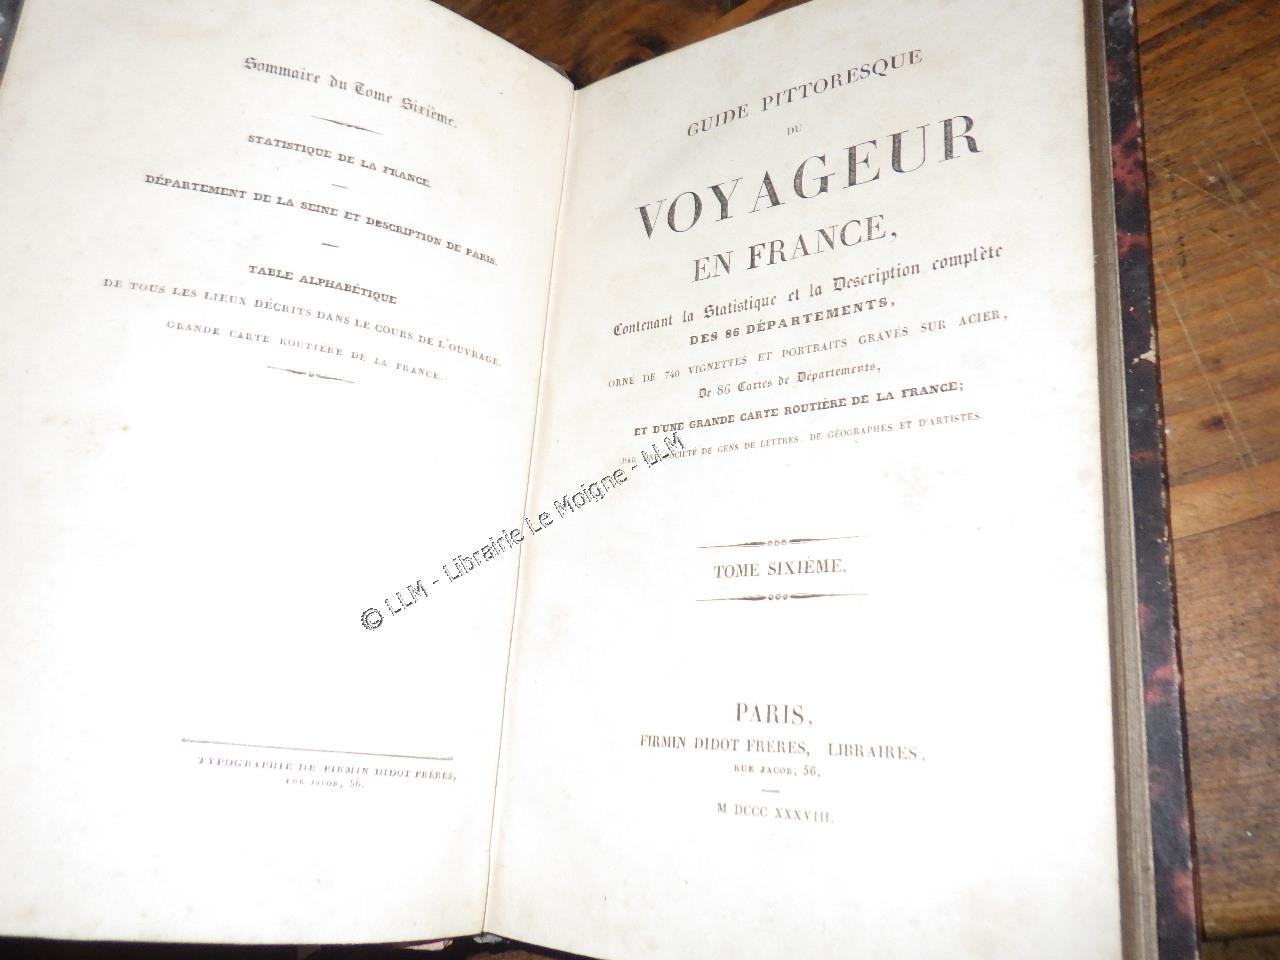 Sommaire du Tome Sixième.
STATISTIQUE DE LA FRANCE.
DÉPARTEMENT DE LA SEINE ET DESCRIPTION DE PARIS.
TABLE ALPHABÉTIQUE
DE TOUS LES LIEUX DÉCRITS DANS LE COURS DE L'OUVRAGE.
GRANDE CARTE ROUTIÈRE DE LA FRANCE.
TYPOGRAPHIE DE FIRMIN DIDOT FRÈRES,
RUE JACOB, 56.
GUIDE PITTORESQUE
DU
VOYAGEUR
EN FRANCE,
Contenant la Statistique et la Description complète
DES 86 DÉPARTEMENTS,
ORNÉ DE 740 VIGNETTES ET PORTRAITS GRAVÉS SUR ACIER,
De 86 Cartes de Départements,
ET D'UNE GRANDE CARTE ROUTIÈRE DE LA FRANCE;
PAR UNE SOCIÉTÉ DE GENS DE LETTRES, DE GÉOGRAPHES ET D'ARTISTES.
TOME SIXIÈME.
PARIS,
FIRMIN DIDOT FRÈRES, LIBRAIRES,
RUE JACOB, 56.
M DCCC XXXVIII.
© LLM - Librairie Le Moigne - LLM